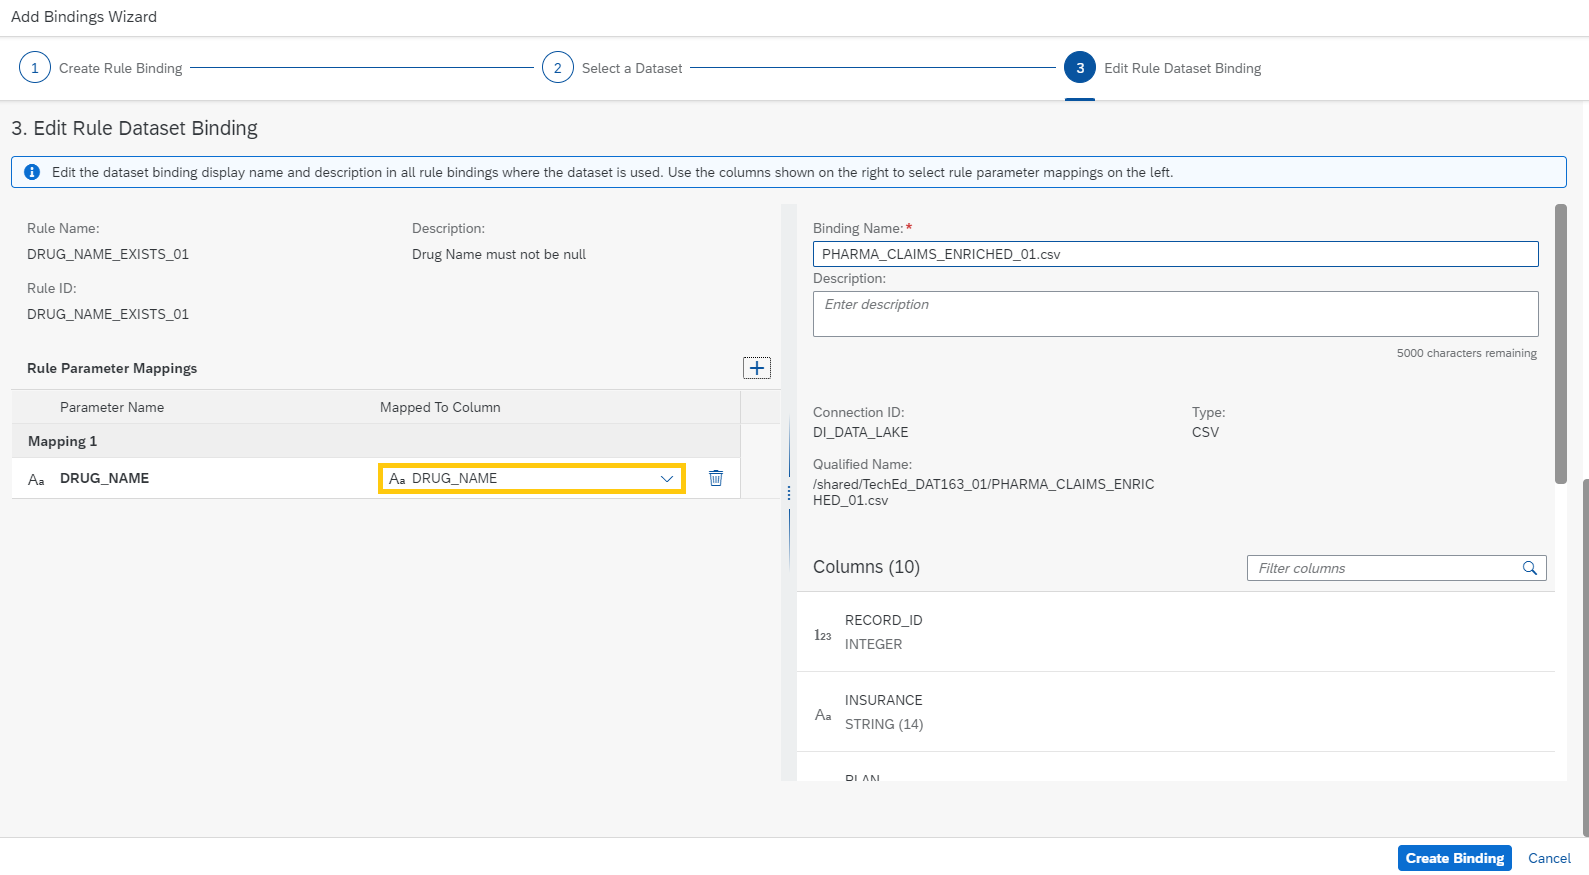 Add Bindings Wizard
1 Create Rule Binding
2 Select a Dataset
3 Edit Rule Dataset Binding
3. Edit Rule Dataset Binding
Edit the dataset binding display name and description in all rule bindings where the dataset is used. Use the columns shown on the right to select rule parameter mappings on the left.
Rule Name:
DRUG_NAME_EXISTS_01
Description:
Drug Name must not be null
Rule ID:
DRUG_NAME_EXISTS_01
Rule Parameter Mappings
Parameter Name Mapped To Column
Mapping 1
Aa DRUG_NAME Aa DRUG_NAME
Binding Name:*
PHARMA_CLAIMS_ENRICHED_01.csv
Description:
Enter description
5000 characters remaining
Connection ID:
DI_DATA_LAKE
Type:
CSV
Qualified Name:
/shared/TechEd_DAT163_01/PHARMA_CLAIMS_ENRIC
HED_01.csv
Columns (10)
Filter columns
123 RECORD_ID
INTEGER
Aa INSURANCE
STRING (14)
PLAN
Create Binding Cancel